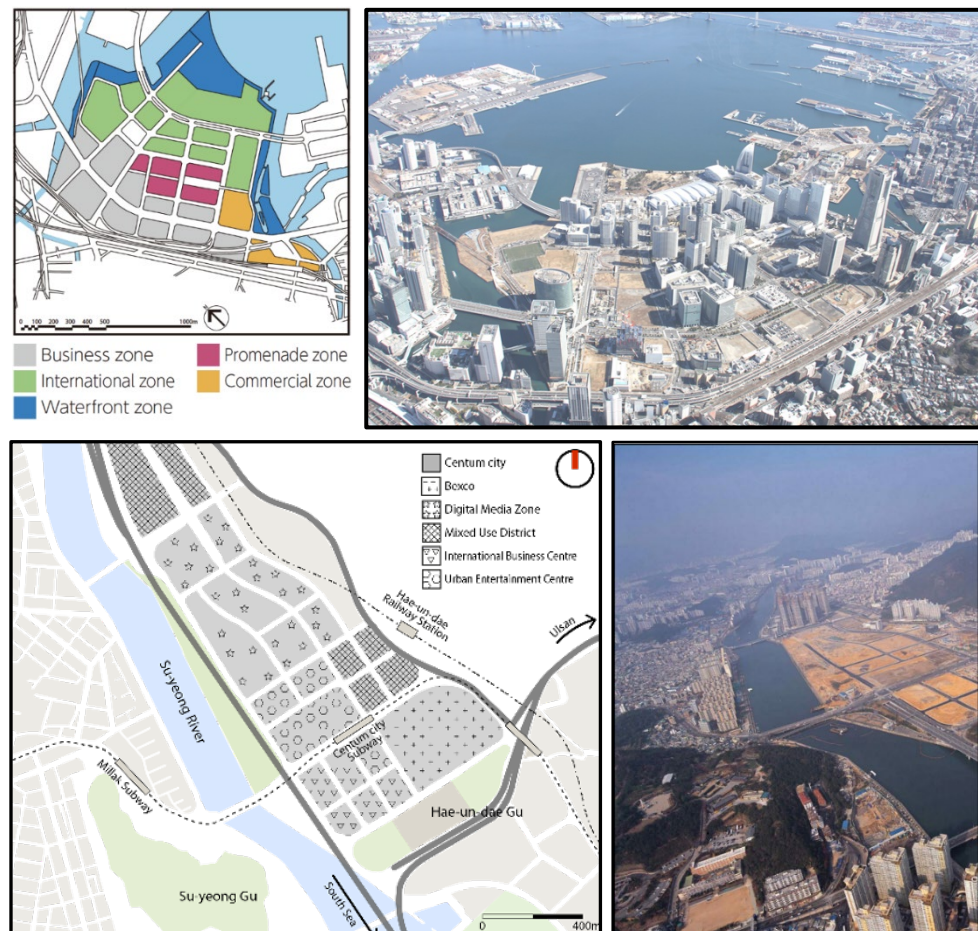 0 100 200 300 400 500 1000m
Business zone
Promenade zone
International zone
Commercial zone
Waterfront zone
Centum city
Bexco
Digital Media Zone
Mixed Use District
International Business Centre
Urban Entertainment Centre
Hae-un-dae
Railway Station
Ulsan
Su-yeong River
Centum city
Subway
Millak Subway
Hae-un-dae Gu
Su-yeong Gu
South Sea
0 400m